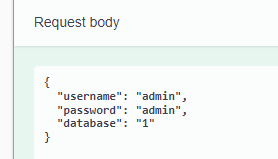 Request body
{
  "username": "admin",
  "password": "admin",
  "database": "1"
}